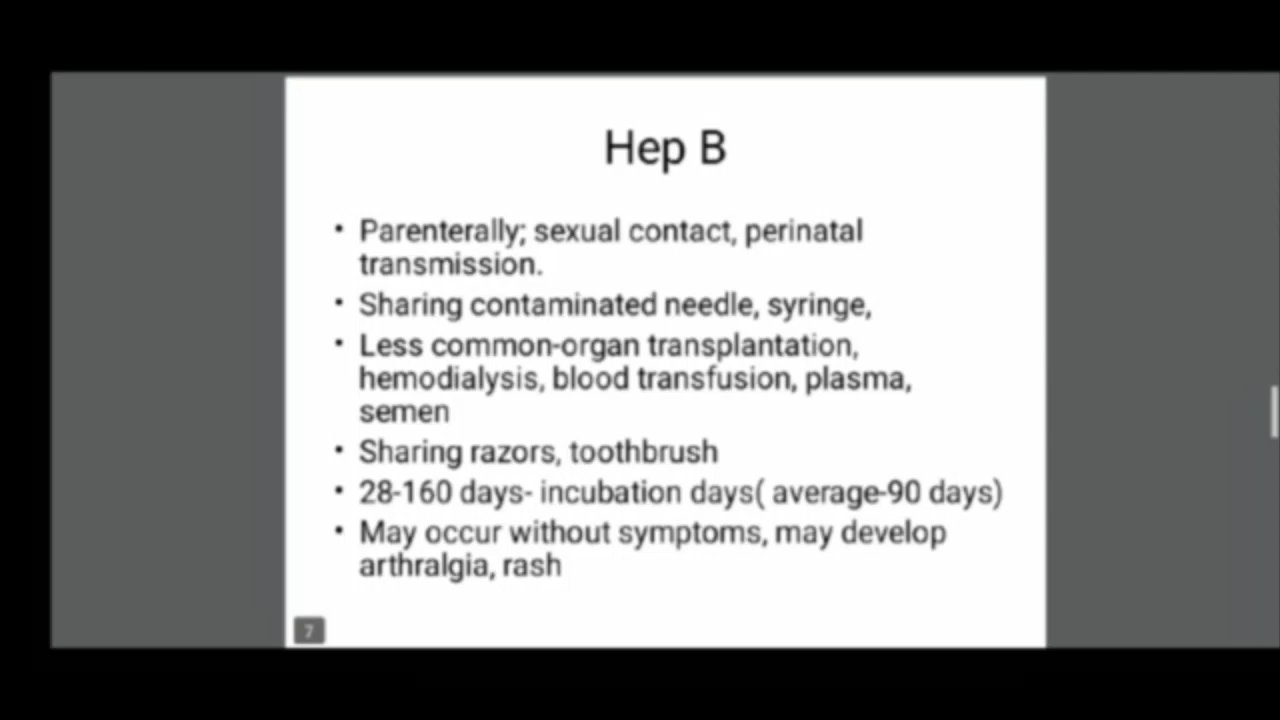 Hep B
• Parenterally; sexual contact, perinatal
transmission.
• Sharing contaminated needle, syringe,
• Less common-organ transplantation,
hemodialysis, blood transfusion, plasma,
semen
• Sharing razors, toothbrush
• 28-160 days- incubation days( average-90 days)
• May occur without symptoms, may develop
arthralgia, rash
7